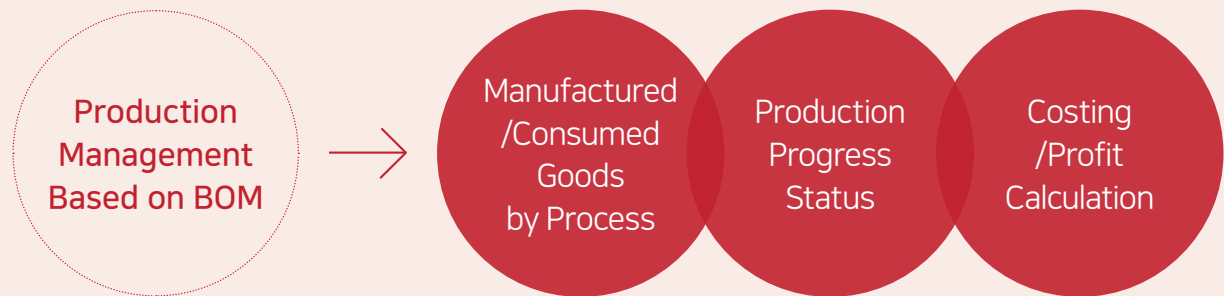 Production
Management
Based on BOM
Manufactured
/Consumed
Goods
by Process
Production
Progress
Status
Costing
/Profit
Calculation